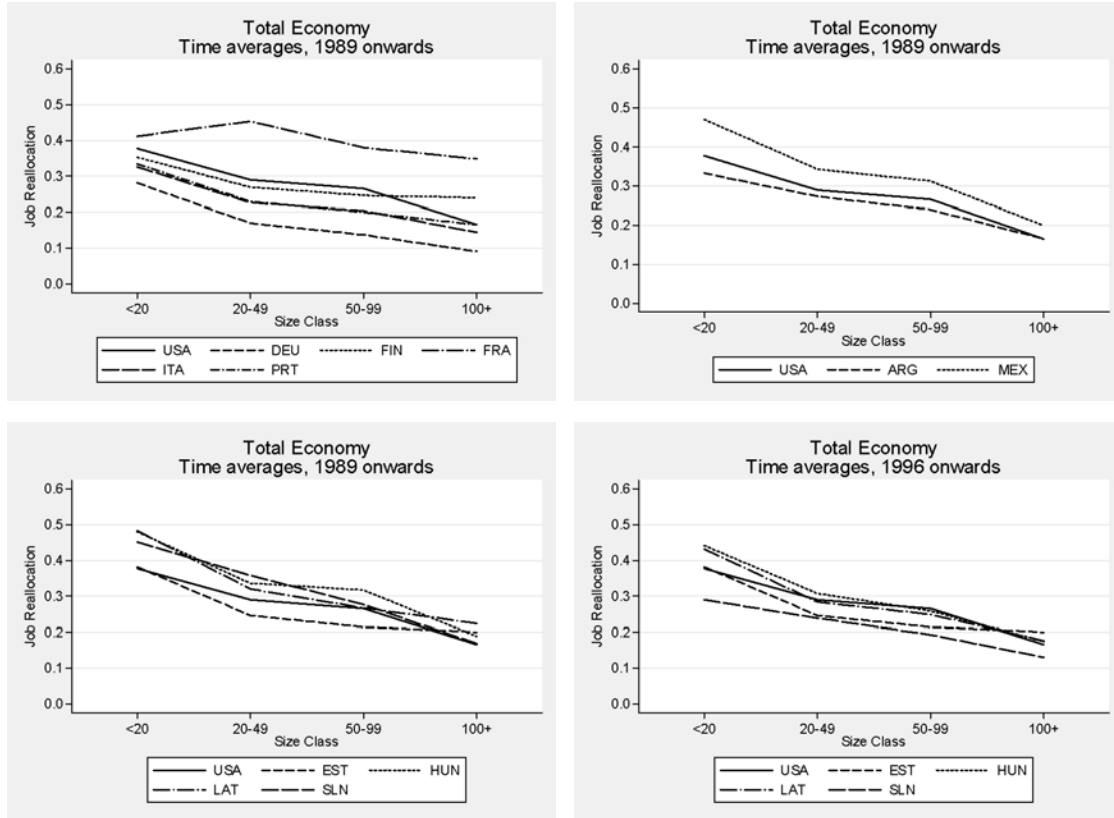 Total Economy
Time averages, 1989 onwards
Job Reallocation
0.6
0.5
0.4
0.3
0.2
0.1
0.0
<20 20-49 50-99 100+
Size Class
USA DEU FIN FRA
ITA PRT
Total Economy
Time averages, 1989 onwards
Job Reallocation
0.6
0.5
0.4
0.3
0.2
0.1
0.0
<20 20-49 50-99 100+
Size Class
USA ARG MEX
Total Economy
Time averages, 1989 onwards
Job Reallocation
0.6
0.5
0.4
0.3
0.2
0.1
0.0
<20 20-49 50-99 100+
Size Class
USA EST HUN
LAT SLN
Total Economy
Time averages, 1996 onwards
Job Reallocation
0.6
0.5
0.4
0.3
0.2
0.1
0.0
<20 20-49 50-99 100+
Size Class
USA EST HUN
LAT SLN